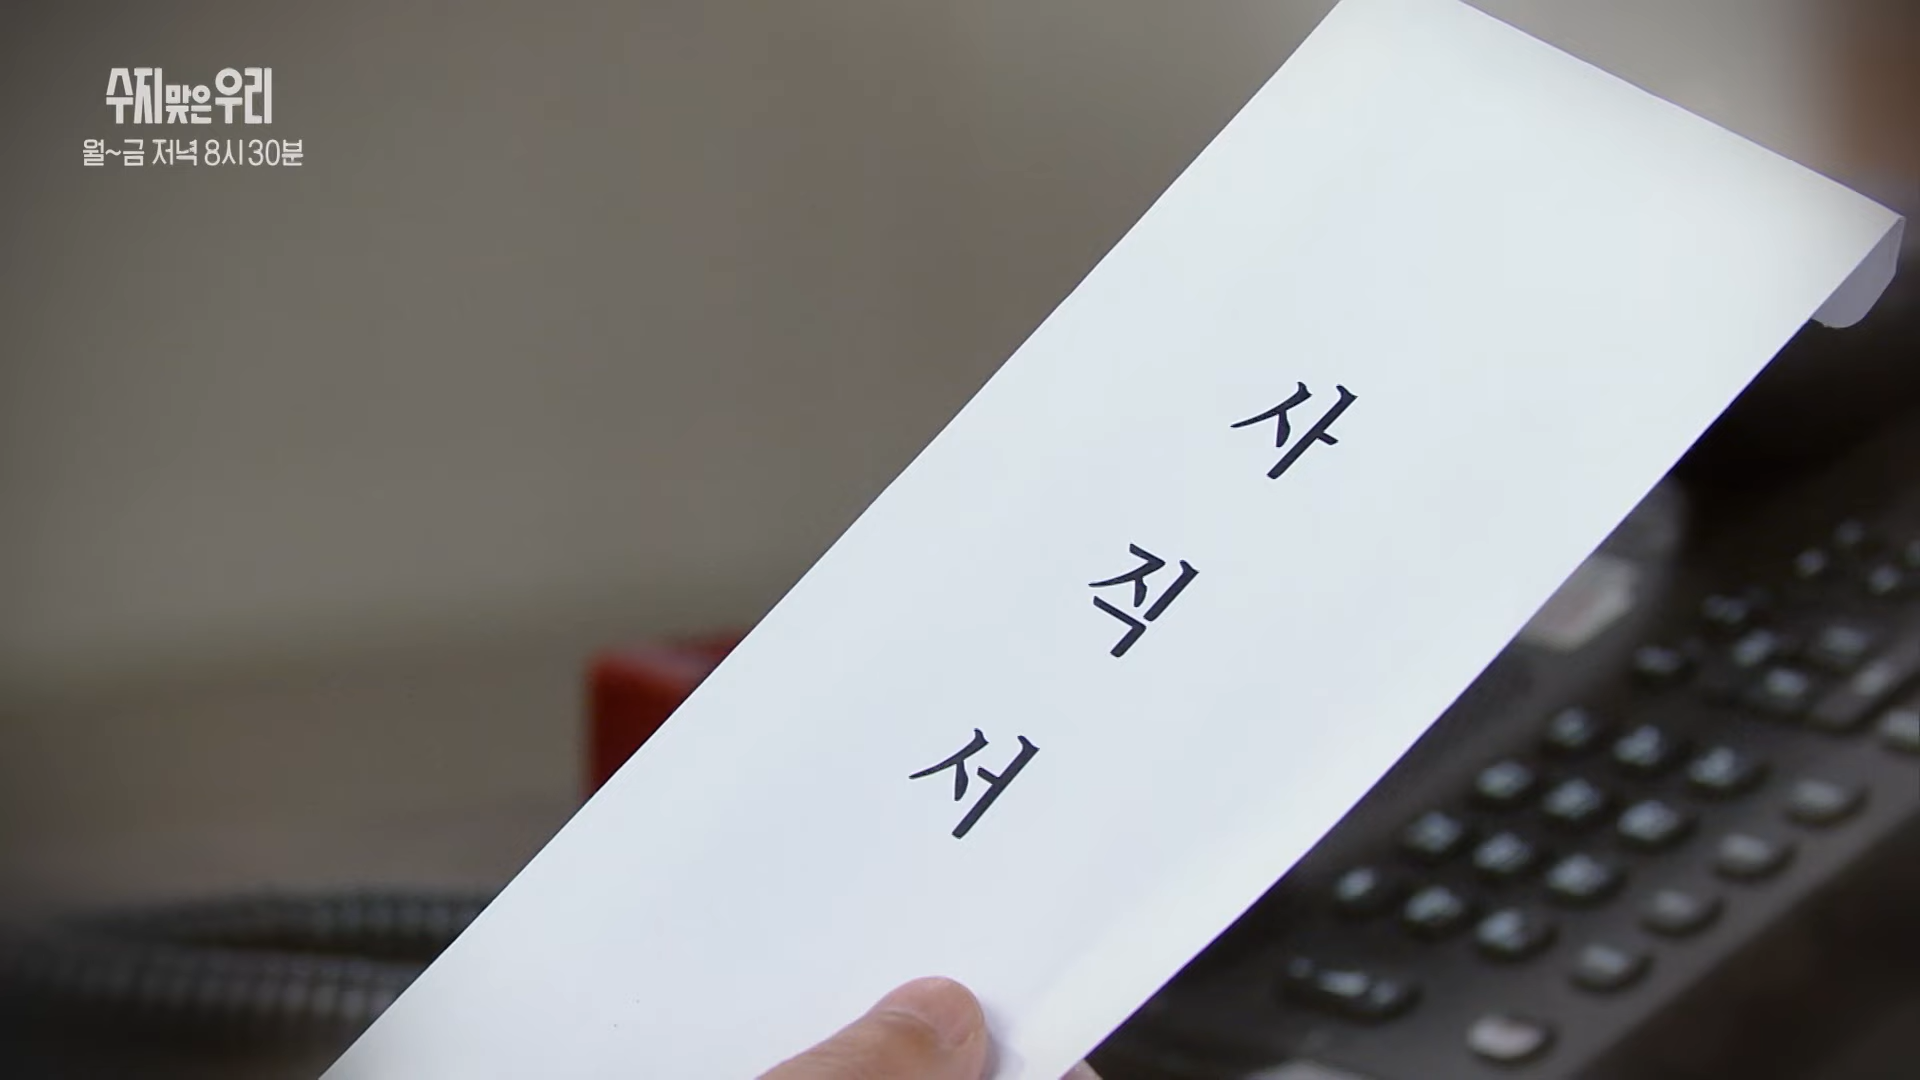 수지맞은 우리
월~금 저녁 8시 30분
사
직
서